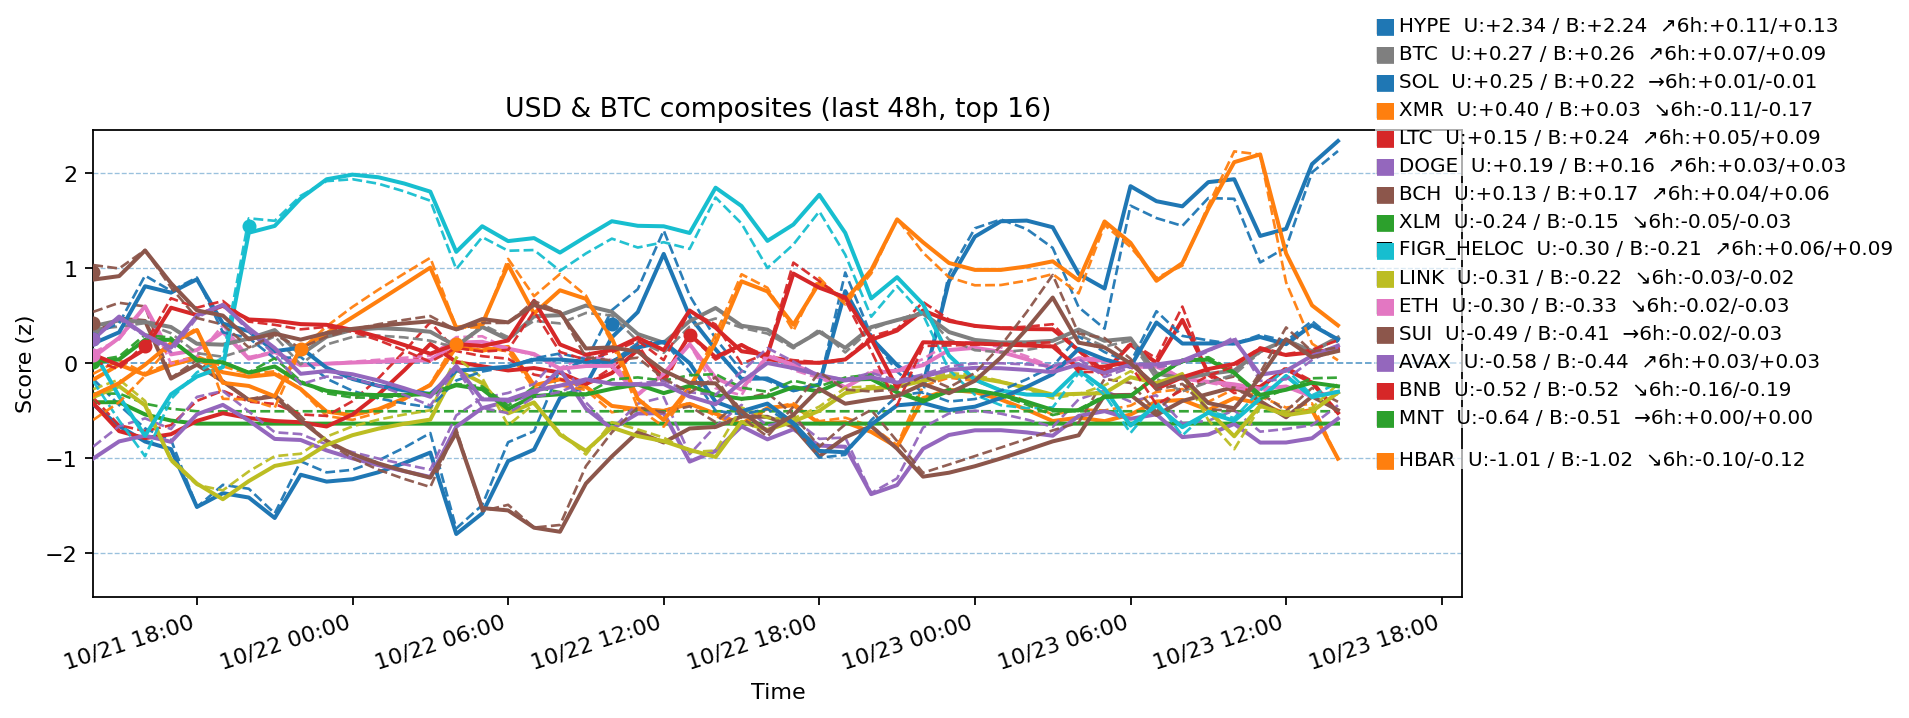 HYPE  U:+2.34 / B:+2.24  ↗6h:+0.11/+0.13
BTC  U:+0.27 / B:+0.26  ↗6h:+0.07/+0.09
SOL  U:+0.25 / B:+0.22  →6h:+0.01/-0.01
XMR  U:+0.40 / B:+0.03  ↘6h:-0.11/-0.17
LTC  U:+0.15 / B:+0.24  ↗6h:+0.05/+0.09
DOGE  U:+0.19 / B:+0.16  ↗6h:+0.03/+0.03
BCH  U:+0.13 / B:+0.17  ↗6h:+0.04/+0.06
XLM  U:-0.24 / B:-0.15  ↘6h:-0.05/-0.03
FIGR_HELOC  U:-0.30 / B:-0.21  ↗6h:+0.06/+0.09
LINK  U:-0.31 / B:-0.22  ↘6h:-0.03/-0.02
ETH  U:-0.30 / B:-0.33  ↘6h:-0.02/-0.03
SUI  U:-0.49 / B:-0.41  →6h:-0.02/-0.03
AVAX  U:-0.58 / B:-0.44  ↗6h:+0.03/+0.03
BNB  U:-0.52 / B:-0.52  ↘6h:-0.16/-0.19
MNT  U:-0.64 / B:-0.51  →6h:+0.00/+0.00
HBAR  U:-1.01 / B:-1.02  ↘6h:-0.10/-0.12
USD & BTC composites (last 48h, top 16)
Score (z)
2
1
0
−1
−2
10/21 18:00
10/22 00:00
10/22 06:00
10/22 12:00
10/22 18:00
10/23 00:00
10/23 06:00
10/23 12:00
10/23 18:00
Time